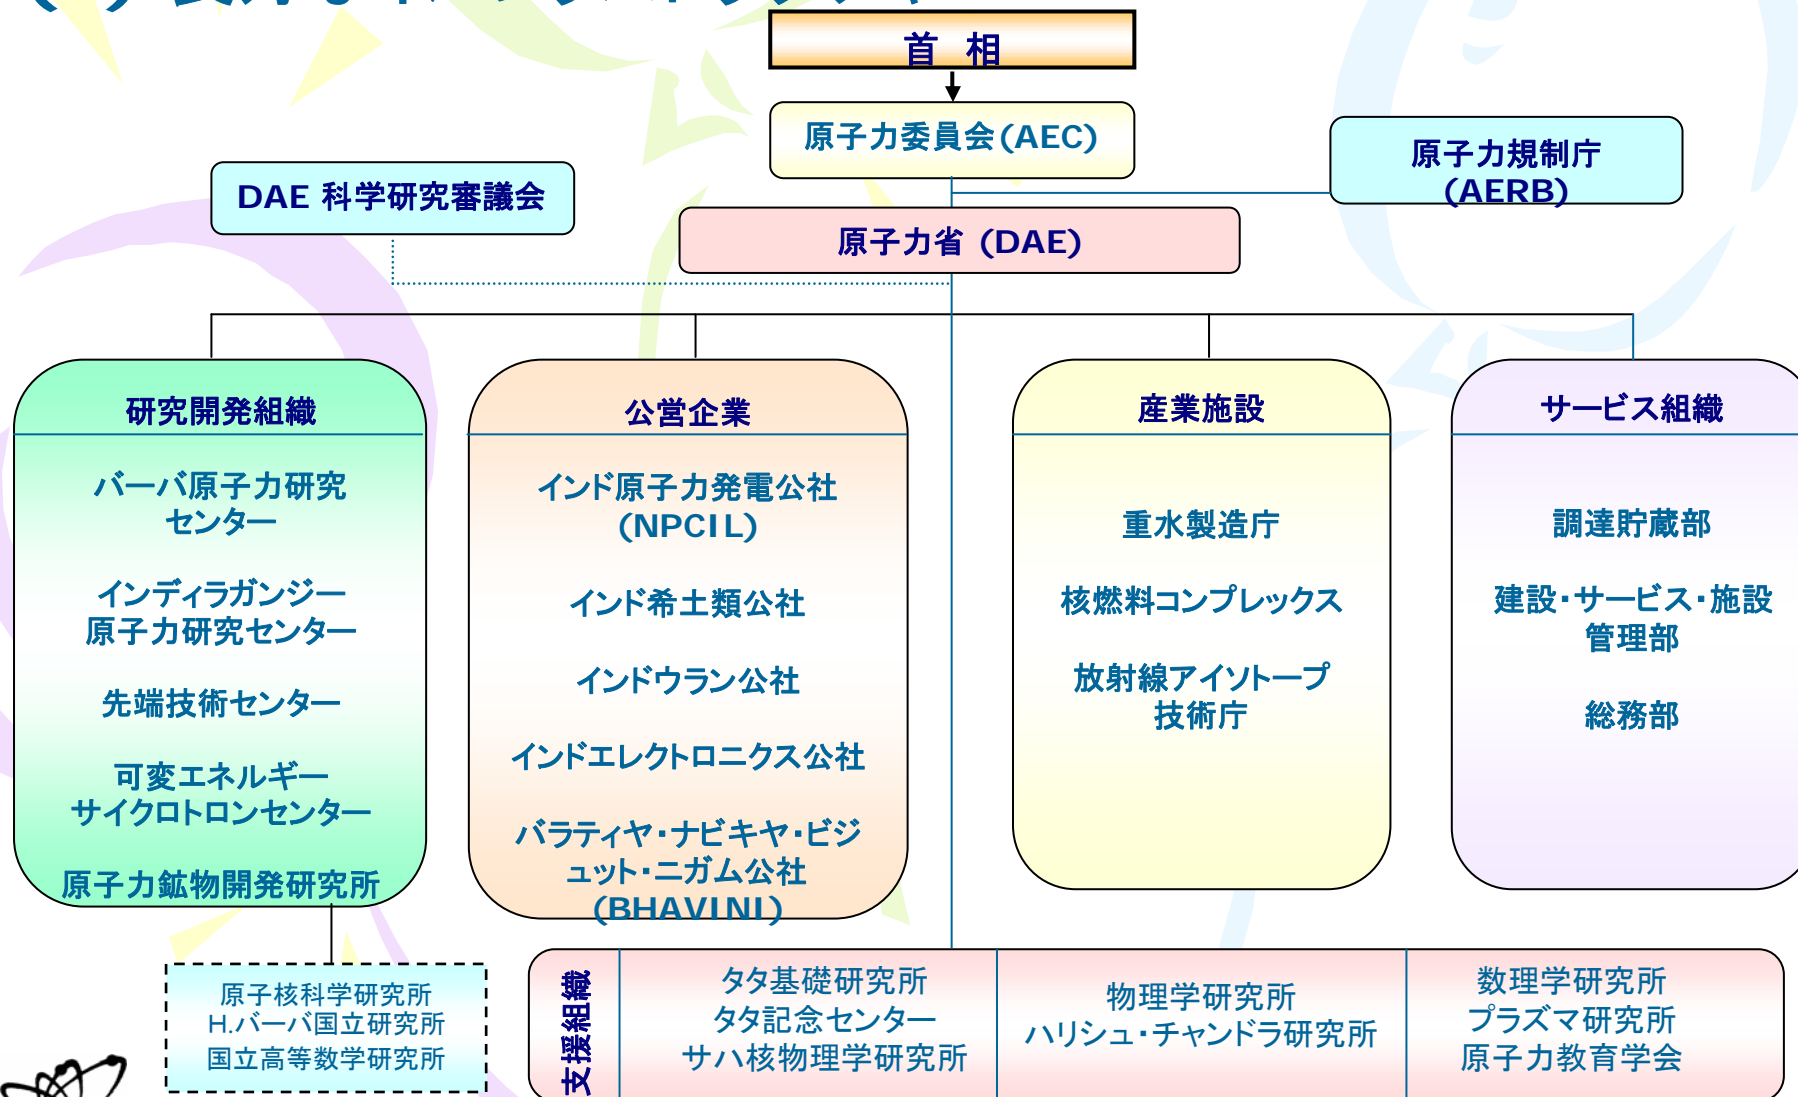 首 相
原子力委員会(AEC)
原子力規制庁
(AERB)
DAE 科学研究審議会
原子力省 (DAE)
研究開発組織
バーバ原子力研究
センター
インディラガンジー
原子力研究センター
先端技術センター
可変エネルギー
サイクロトロンセンター
原子力鉱物開発研究所
公営企業
インド原子力発電公社
(NPCIL)
インド希土類公社
インドウラン公社
インドエレクトロニクス公社
バラティヤ・ナビキヤ・ビジ
ュット・ニガム公社
(BHAVINI)
産業施設
重水製造庁
核燃料コンプレックス
放射線アイソトープ
技術庁
サービス組織
調達貯蔵部
建設・サービス・施設
管理部
総務部
原子核科学研究所
H.バーバ国立研究所
国立高等数学研究所
支援組織
タタ基礎研究所
タタ記念センター
サハ核物理学研究所
物理学研究所
ハリシュ・チャンドラ研究所
数理学研究所
プラズマ研究所
原子力教育学会